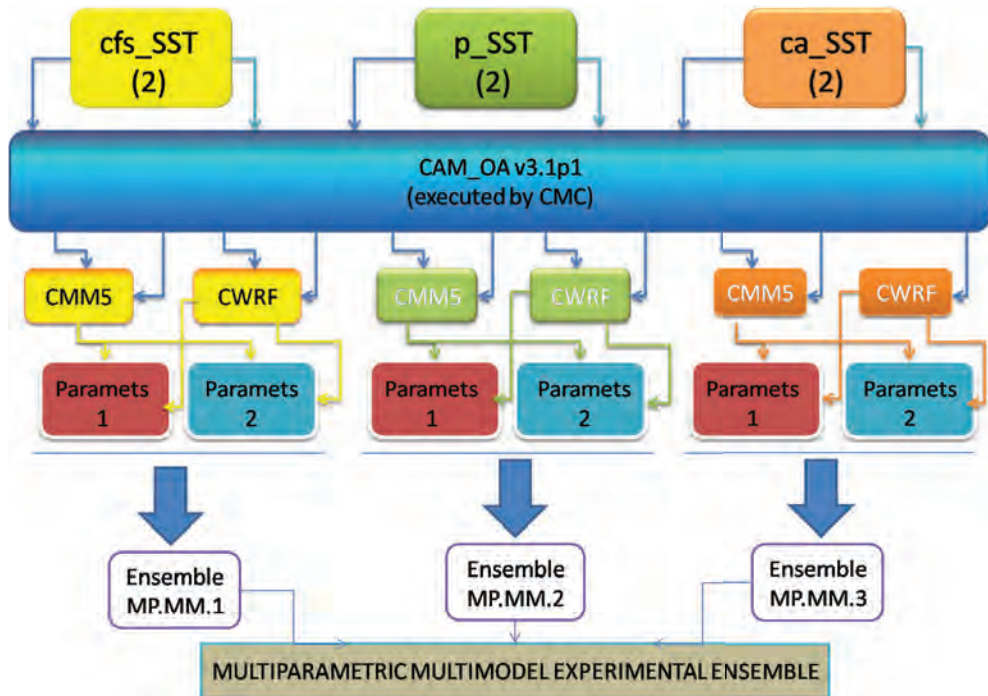 cfs_SST
(2)
p_SST
(2)
ca_SST
(2)
CAM_OA v3.1p1
(executed by CMC)
CMM5
CWRF
CMM5
CWRF
CMM5
CWRF
Paramets
1
Paramets
2
Paramets
1
Paramets
2
Paramets
1
Paramets
2
Ensemble
MP.MM.1
Ensemble
MP.MM.2
Ensemble
MP.MM.3
MULTIPARAMETRIC MULTIMODEL EXPERIMENTAL ENSEMBLE